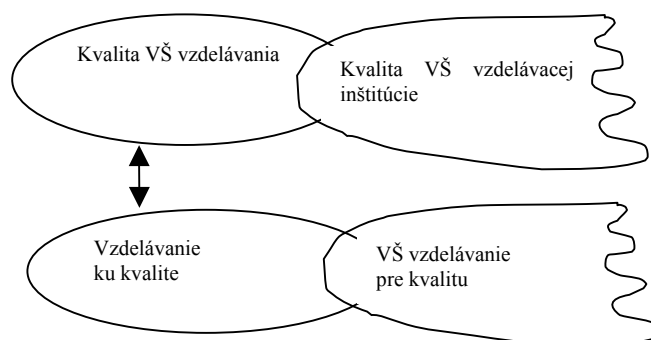 Kvalita VŠ vzdelávania
Kvalita VŠ vzdelávacej
inštitúcie
Vzdelávanie
ku kvalite
VŠ vzdelávanie
pre kvalitu